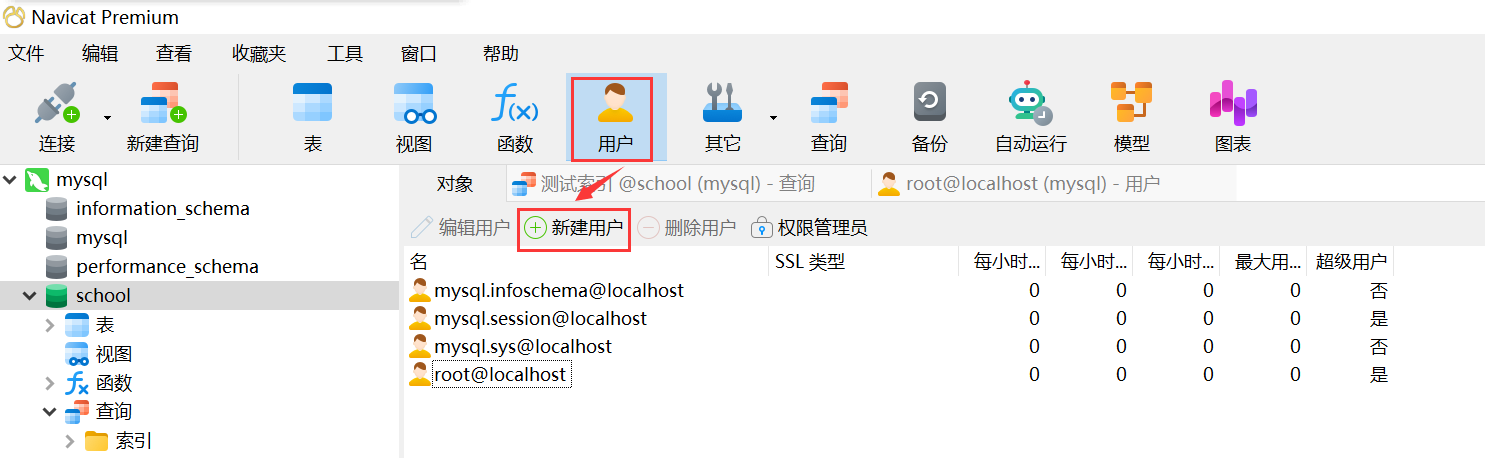 Navicat Premium
文件 编辑 查看 收藏夹 工具 窗口 帮助
连接 新建查询 表 视图 f(x) 函数 用户 其它 查询 备份 自动运行 模型 图表
mysql
information_schema
mysql
performance_schema
school
表
视图
fx 函数
查询
索引
对象 测试索引 @school (mysql) - 查询 root@localhost (mysql) - 用户
编辑用户 新建用户 删除用户 权限管理员
名 SSL 类型 每小时... 每小时... 每小时... 最大用... 超级用户
mysql.infoschema@localhost 0 0 0 0 否
mysql.session@localhost 0 0 0 0 是
mysql.sys@localhost 0 0 0 0 否
root@localhost 0 0 0 0 是